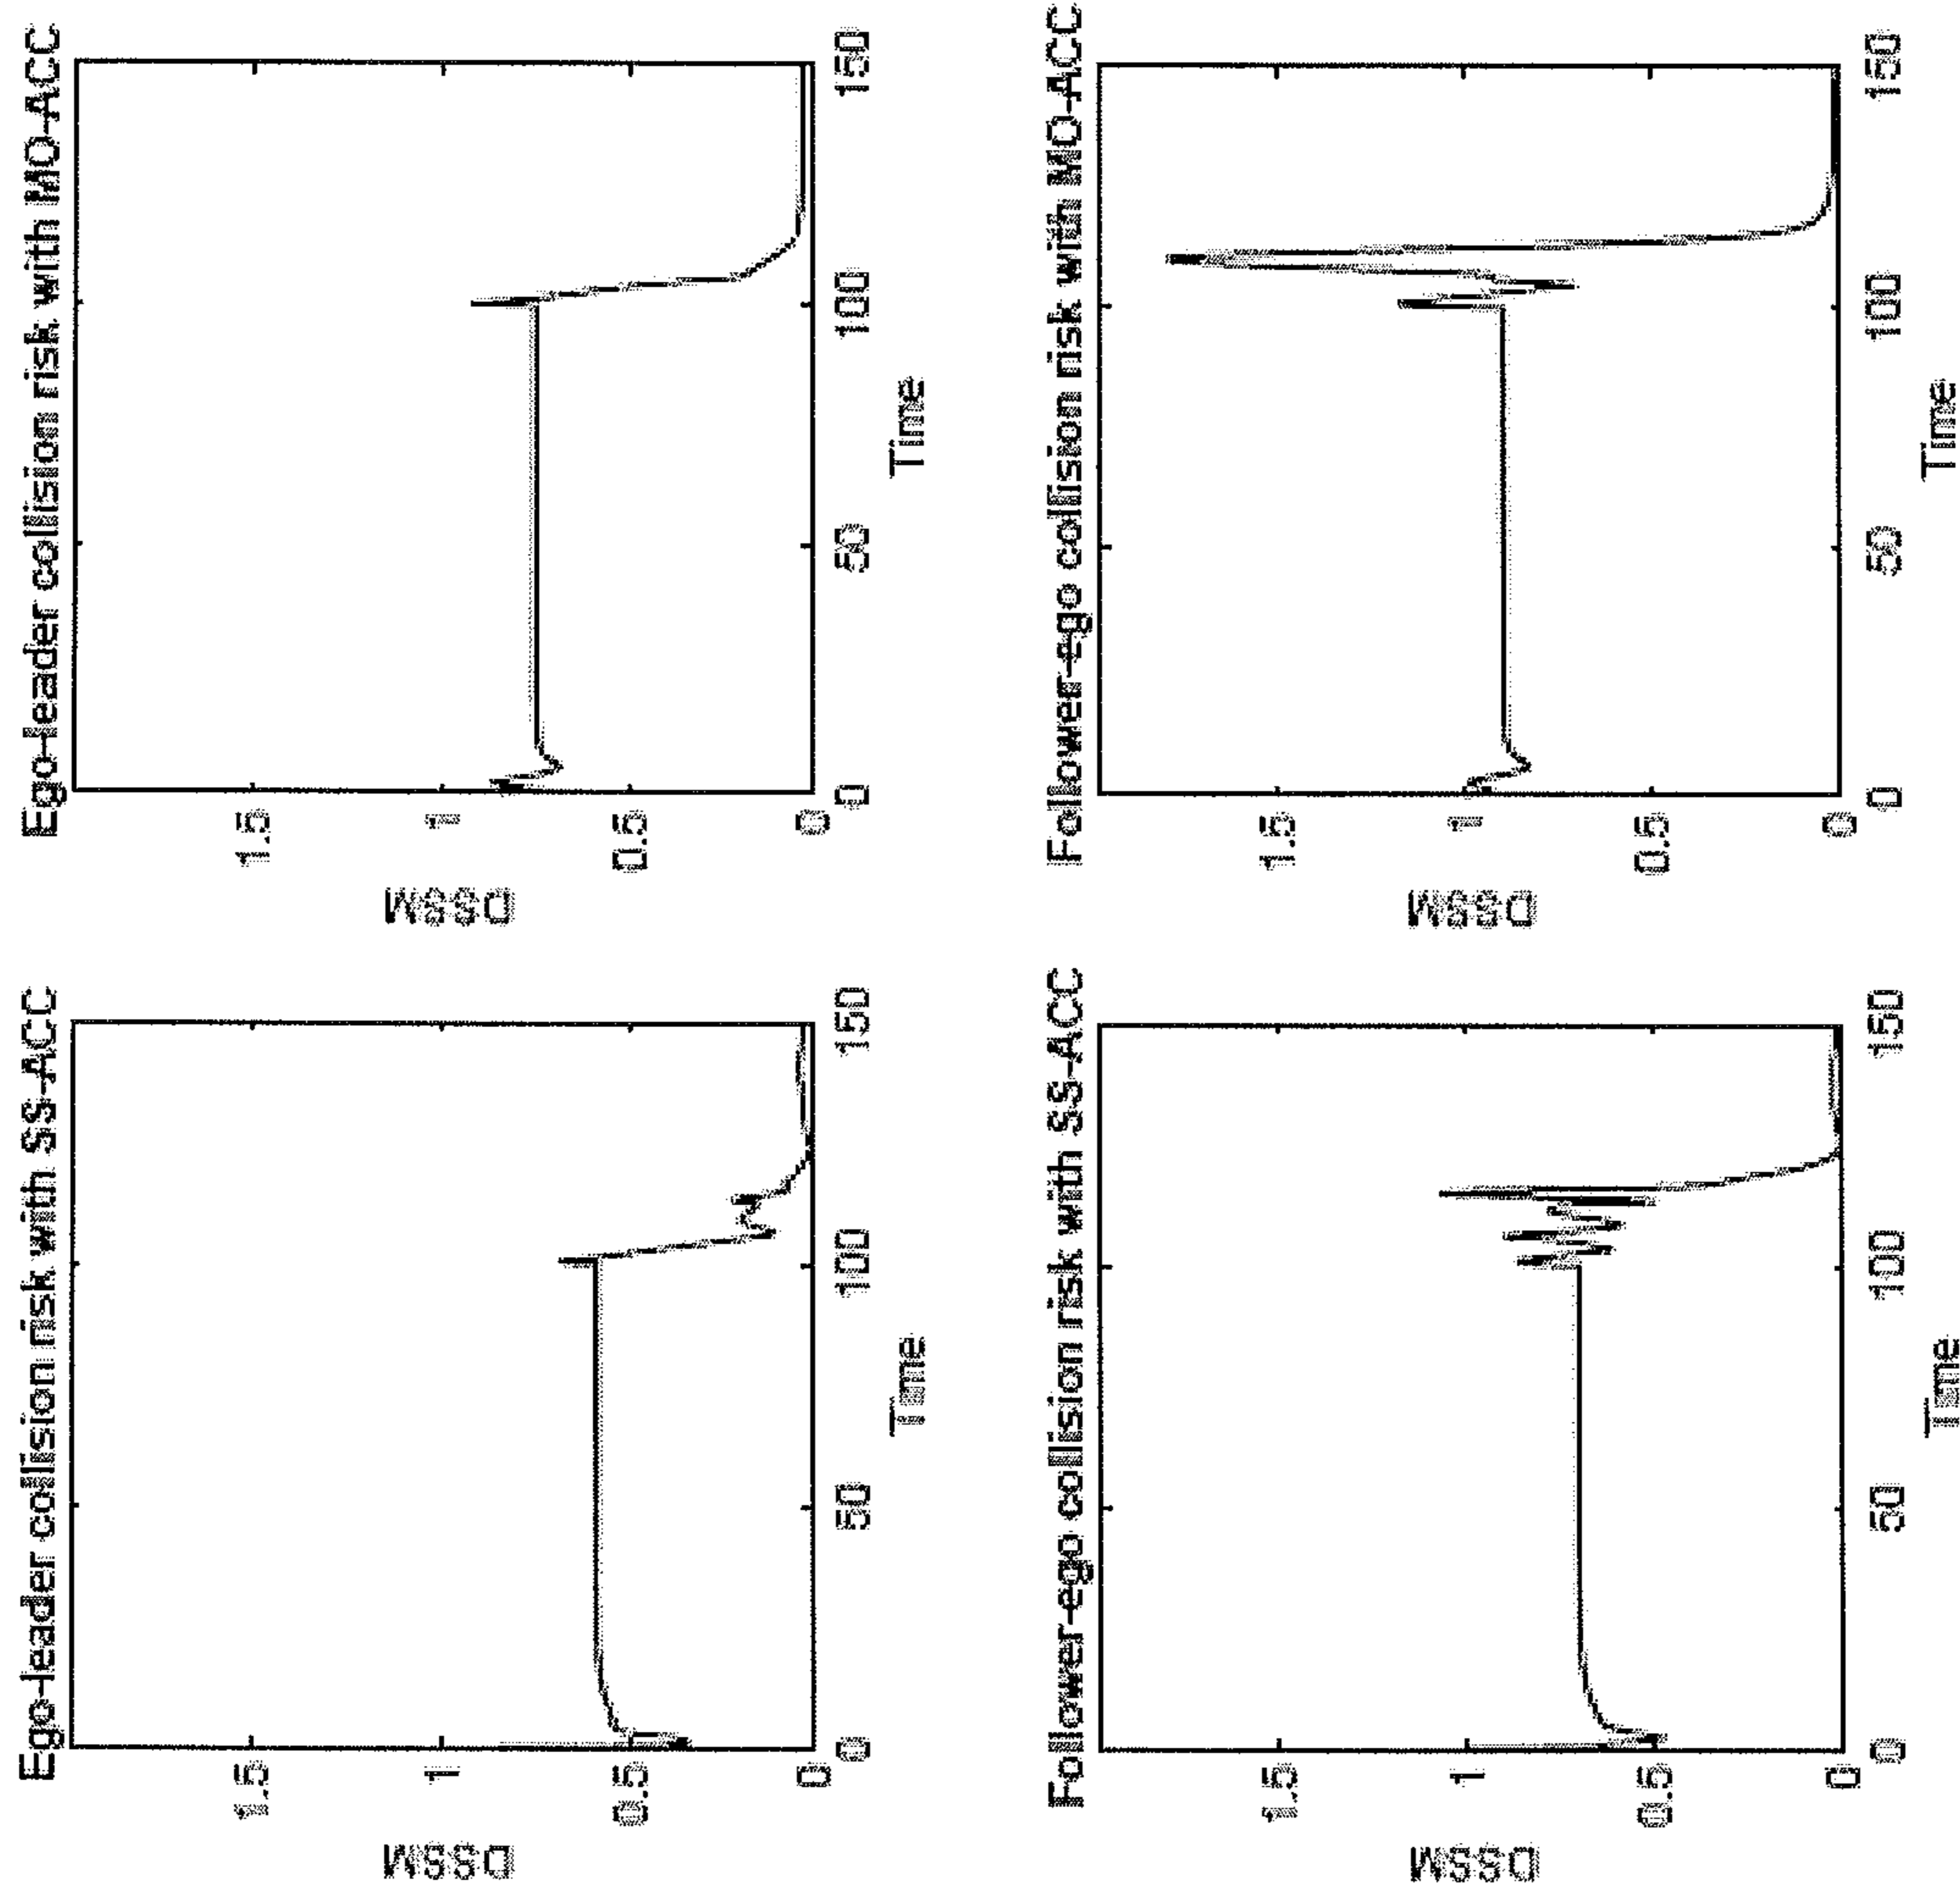 Ego-leader collision risk with SS-ACC
DSSM
1.5
1
0.5
0
0
50
100
150
Time
Ego-leader collision risk with MO-ACC
DSSM
1.5
1
0.5
0
0
50
100
150
Time
Follower-ego collision risk with SS-ACC
DSSM
1.5
1
0.5
0
0
50
100
150
Time
Follower-ego collision risk with MO-ACC
DSSM
1.5
1
0.5
0
0
50
100
150
Time